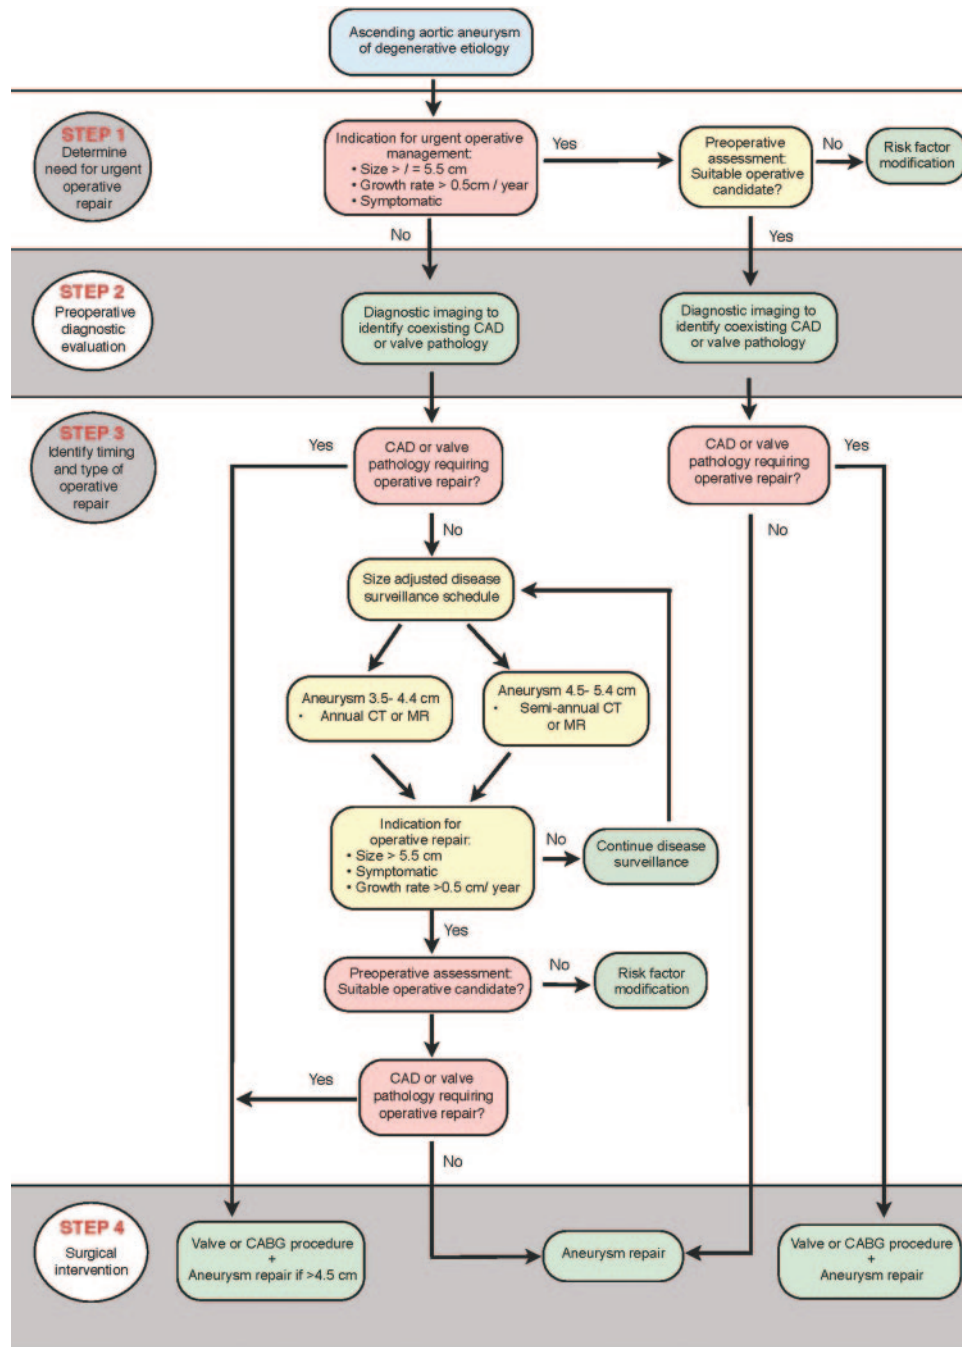 Ascending aortic aneurysm
of degenerative etiology
STEP 1
Determine
need for urgent
operative
repair
Indication for urgent operative
management:
• Size > / = 5.5 cm
• Growth rate > 0.5cm / year
• Symptomatic
Yes
Preoperative
assessment:
Suitable operative
candidate?
No
Risk factor
modification
No
Yes
STEP 2
Preoperative
diagnostic
evaluation
Diagnostic imaging to
identify coexisting CAD
or valve pathology
Diagnostic imaging to
identify coexisting CAD
or valve pathology
STEP 3
Identify timing
and type of
operative
repair
Yes
CAD or valve
pathology requiring
operative repair?
CAD or valve
pathology requiring
operative repair?
Yes
No
No
Size adjusted disease
surveillance schedule
Aneurysm 3.5- 4.4 cm
• Annual CT or MR
Aneurysm 4.5- 5.4 cm
• Semi-annual CT
or MR
Indication for
operative repair:
• Size > 5.5 cm
• Symptomatic
• Growth rate >0.5 cm/ year
No
Continue disease
surveillance
Yes
Preoperative assessment:
Suitable operative candidate?
No
Risk factor
modification
Yes
CAD or valve
pathology requiring
operative repair?
No
STEP 4
Surgical
intervention
Valve or CABG procedure
+
Aneurysm repair if >4.5 cm
Aneurysm repair
Valve or CABG procedure
+
Aneurysm repair